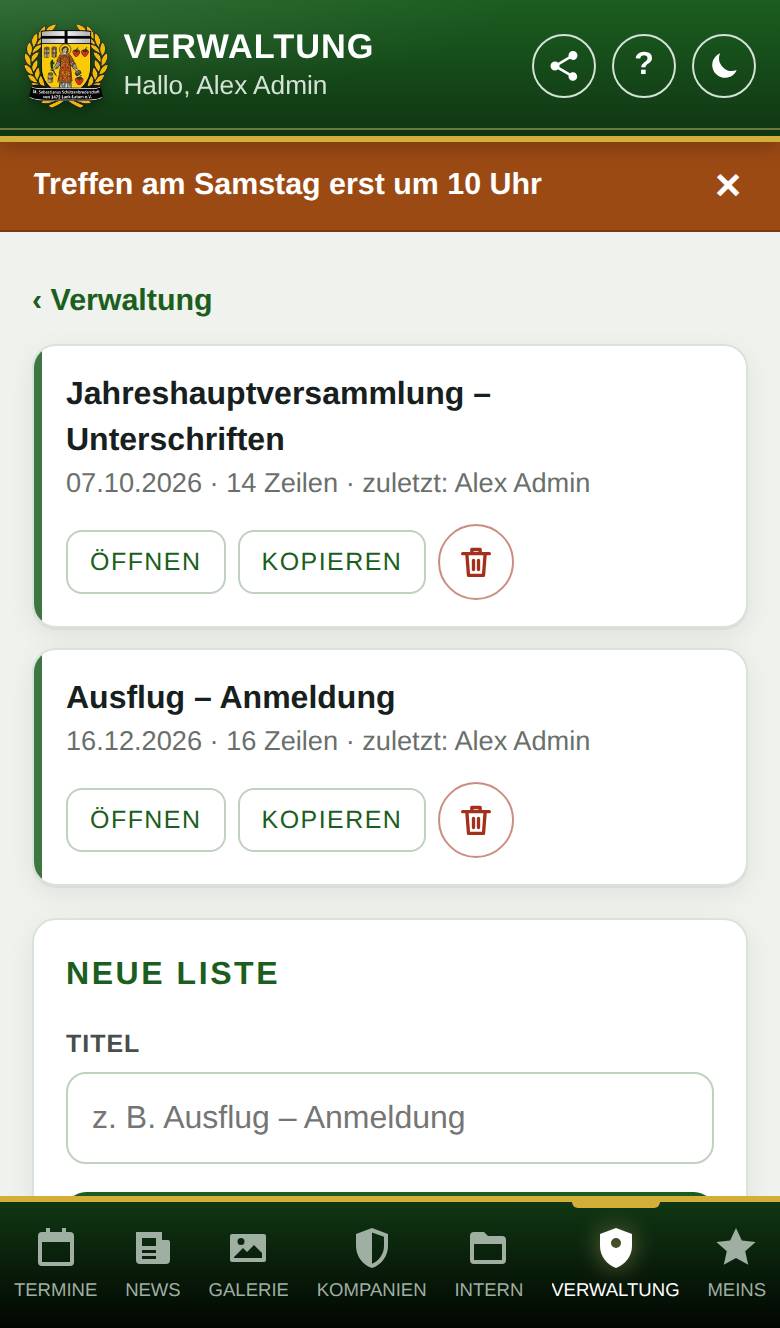 VERWALTUNG
Hallo, Alex Admin
?
Treffen am Samstag erst um 10 Uhr
×
‹ Verwaltung
Jahreshauptversammlung –
Unterschriften
07.10.2026 · 14 Zeilen · zuletzt: Alex Admin
ÖFFNEN
KOPIEREN
Ausflug – Anmeldung
16.12.2026 · 16 Zeilen · zuletzt: Alex Admin
ÖFFNEN
KOPIEREN
NEUE LISTE
TITEL
z. B. Ausflug – Anmeldung
TERMINE
NEWS
GALERIE
KOMPANIEN
INTERN
VERWALTUNG
MEINS